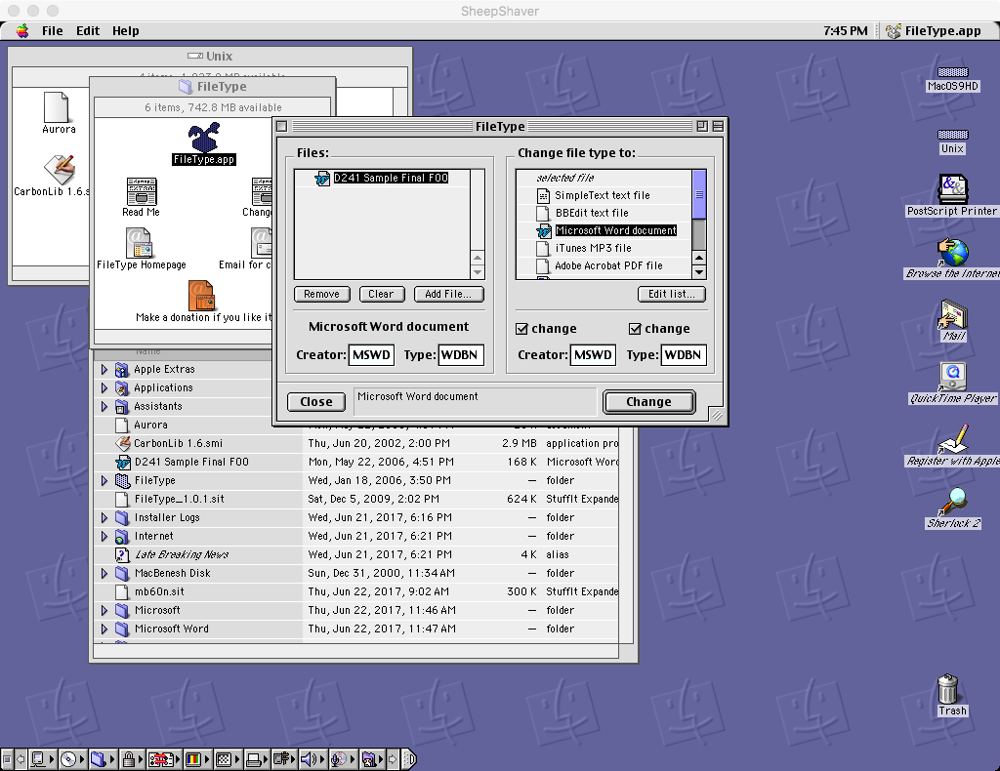 SheepShaver
File Edit Help 7:45 PM FileType.app
Unix
FileType
6 items, 742.8 MB available
Aurora
CarbonLib 1.6.s
FileType.app
Read Me
Change
FileType Homepage
Email for c
Make a donation if you like it
FileType
Files:
D241 Sample Final FOO
Remove Clear Add File...
Microsoft Word document
Creator: MSWD Type: WDBN
Change file type to:
selected file
SimpleText text file
BBEdit text file
Microsoft Word document
iTunes MP3 file
Adobe Acrobat PDF file
Edit list...
change change
Creator: MSWD Type: WDBN
Close Microsoft Word document Change
Name
Apple Extras
Applications
Assistants
Aurora
CarbonLib 1.6.smi Thu, Jun 20, 2002, 2:00 PM 2.9 MB application pro
D241 Sample Final FOO Mon, May 22, 2006, 4:51 PM 168 K Microsoft Word
FileType Wed, Jan 18, 2006, 3:50 PM — folder
FileType_1.0.1.sit Sat, Dec 5, 2009, 2:02 PM 624 K StuffIt Expande
Installer Logs Wed, Jun 21, 2017, 6:16 PM — folder
Internet Wed, Jun 21, 2017, 6:21 PM — folder
Late Breaking News Wed, Jun 21, 2017, 6:21 PM 4 K alias
MacBenesh Disk Sun, Dec 31, 2000, 11:34 AM — folder
mb60n.sit Thu, Jun 22, 2017, 9:02 AM 300 K StuffIt Expande
Microsoft Thu, Jun 22, 2017, 11:46 AM — folder
Microsoft Word Thu, Jun 22, 2017, 11:47 AM — folder
MacOS9HD
Unix
PostScript Printer
Browse the Internet
Mail
QuickTime Player
Register with Apple
Sherlock 2
Trash